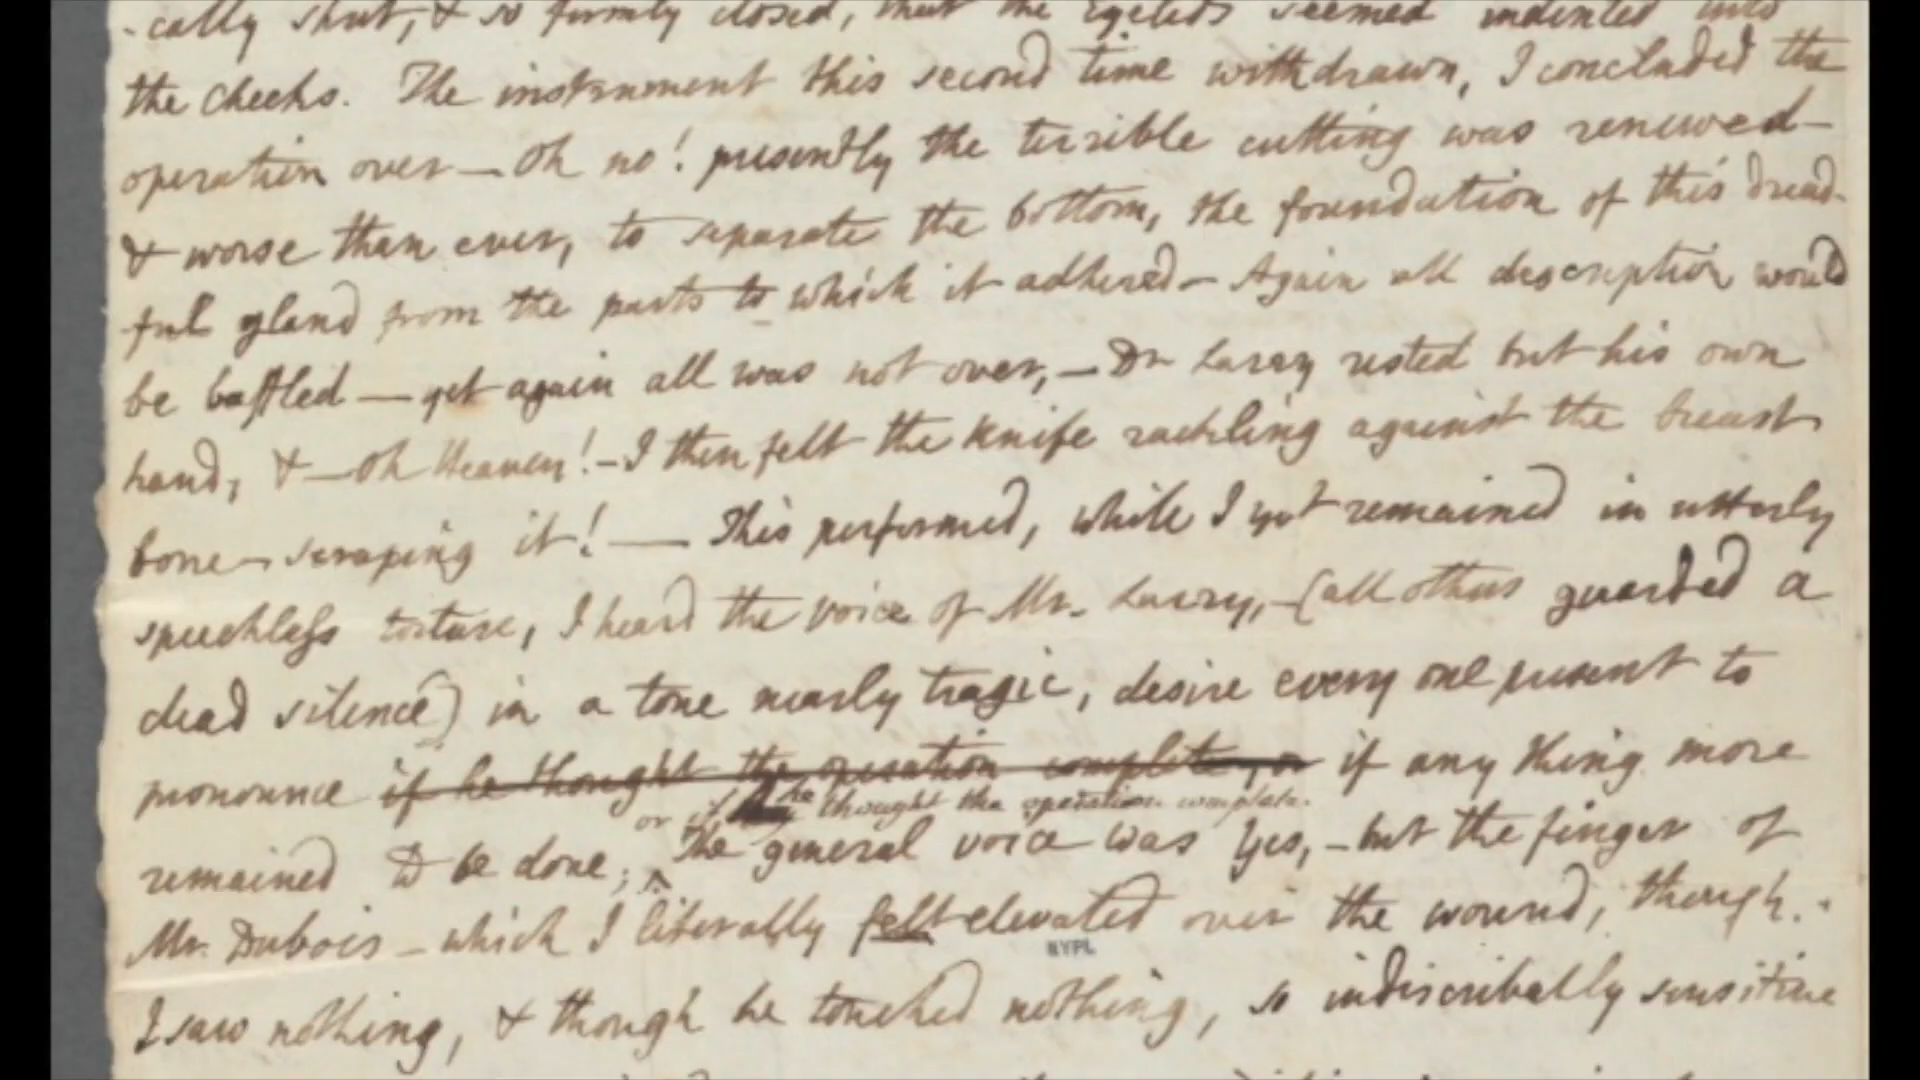 -cally shut, & so firmly closed, that the Eyelids seemed indented into
the cheeks. The instrument this second time withdrawn, I concluded the
operation over — Oh no! presently the terrible cutting was renewed —
& worse than ever, to separate the bottom, the foundation of this dread-
ful gland from the parts to which it adhered — Again all description would
be baffled — yet again all was not over, — Dr Larry rested but his own
hand, & — Oh Heaven! — I then felt the Knife rackling against the breast
bone — scraping it! — This performed, while I yet remained in utterly
speechless torture, I heard the voice of Mr. Larry, — (all others guarded a
dead silence) in a tone nearly tragic, desire every one present to
pronounce if he thought the operation complete, or if any thing more
or if he thought the operation complete.
remained to be done; The general voice was Yes, — but the finger of
Mr. Dubois — which I literally felt elevated over the wound, though
NYPL
I saw nothing, & though he touched nothing, so indiscribably sensitive